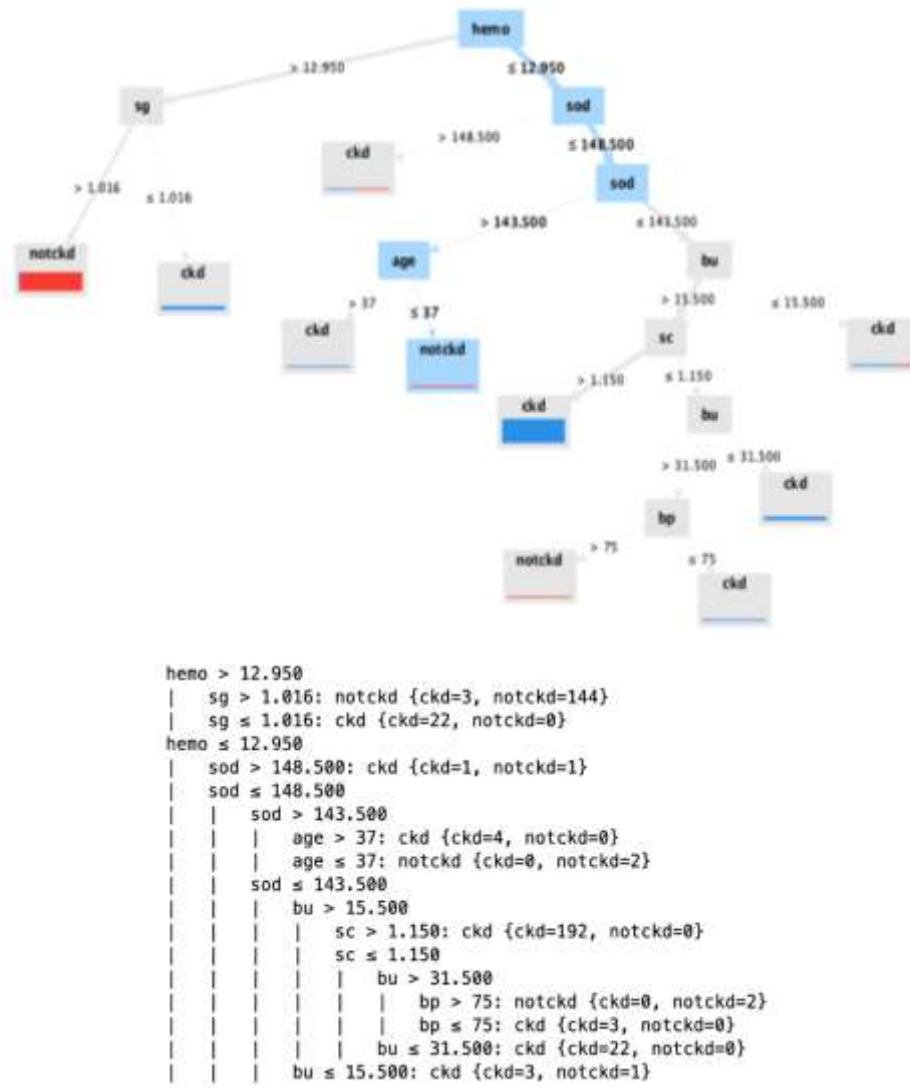 hemo
> 12.950 ≤ 12.950
sg sod
> 148.500 ≤ 148.500
ckd
sod
> 1.016 ≤ 1.016
> 143.500 ≤ 143.500
notckd age bu
ckd
> 37 ≤ 37 > 15.500 ≤ 15.500
ckd notckd sc ckd
> 1.150 ≤ 1.150
ckd bu
> 31.500 ≤ 31.500
ckd
bp
> 75 ≤ 75
notckd ckd
hemo > 12.950
| sg > 1.016: notckd {ckd=3, notckd=144}
| sg ≤ 1.016: ckd {ckd=22, notckd=0}
hemo ≤ 12.950
| sod > 148.500: ckd {ckd=1, notckd=1}
| sod ≤ 148.500
| | sod > 143.500
| | | age > 37: ckd {ckd=4, notckd=0}
| | | age ≤ 37: notckd {ckd=0, notckd=2}
| | sod ≤ 143.500
| | | bu > 15.500
| | | | sc > 1.150: ckd {ckd=192, notckd=0}
| | | | sc ≤ 1.150
| | | | | bu > 31.500
| | | | | | bp > 75: notckd {ckd=0, notckd=2}
| | | | | | bp ≤ 75: ckd {ckd=3, notckd=0}
| | | | | bu ≤ 31.500: ckd {ckd=22, notckd=0}
| | | bu ≤ 15.500: ckd {ckd=3, notckd=1}